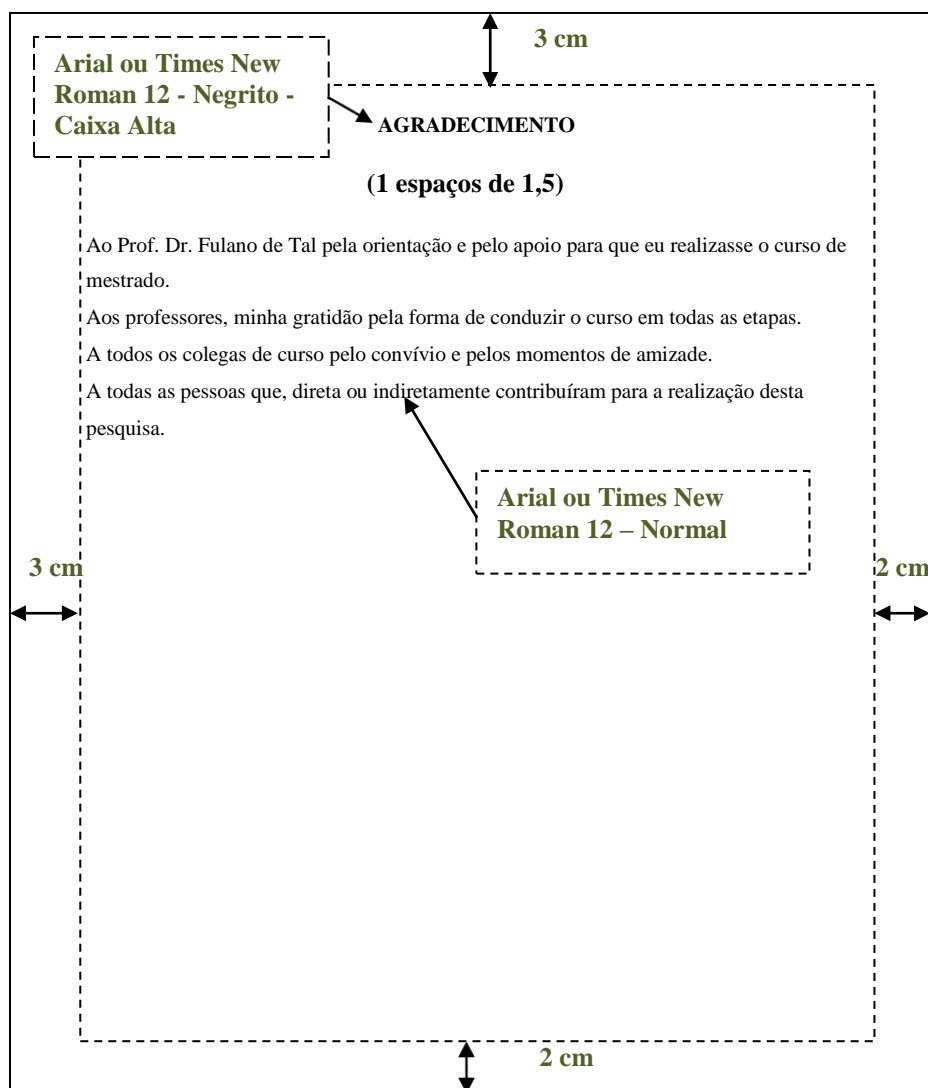 3 cm
Arial ou Times New
Roman 12 - Negrito -
Caixa Alta
AGRADECIMENTO
(1 espaços de 1,5)
Ao Prof. Dr. Fulano de Tal pela orientação e pelo apoio para que eu realizasse o curso de
mestrado.
Aos professores, minha gratidão pela forma de conduzir o curso em todas as etapas.
A todos os colegas de curso pelo convívio e pelos momentos de amizade.
A todas as pessoas que, direta ou indiretamente contribuíram para a realização desta
pesquisa.
Arial ou Times New
Roman 12 – Normal
3 cm
2 cm
2 cm